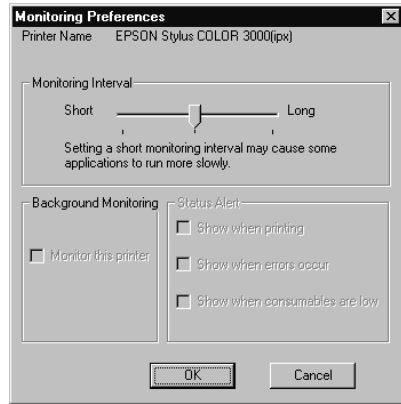 Monitoring Preferences
Printer Name EPSON Stylus COLOR 3000(ipx)
Monitoring Interval
Short Long
Setting a short monitoring interval may cause some
applications to run more slowly.
Background Monitoring Status Alert
Show when printing
Monitor this printer
Show when errors occur
Show when consumables are low
OK Cancel